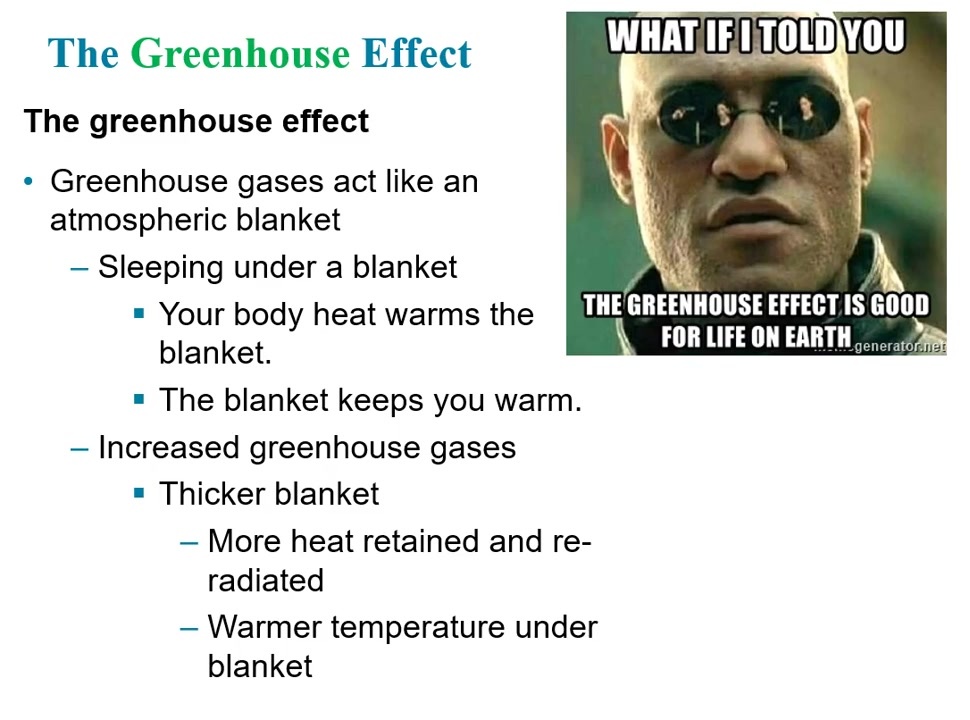 The Greenhouse Effect
WHAT IF I TOLD YOU
THE GREENHOUSE EFFECT IS GOOD
FOR LIFE ON EARTH
The greenhouse effect
• Greenhouse gases act like an
atmospheric blanket
– Sleeping under a blanket
▪ Your body heat warms the
blanket.
▪ The blanket keeps you warm.
– Increased greenhouse gases
▪ Thicker blanket
– More heat retained and re-
radiated
– Warmer temperature under
blanket